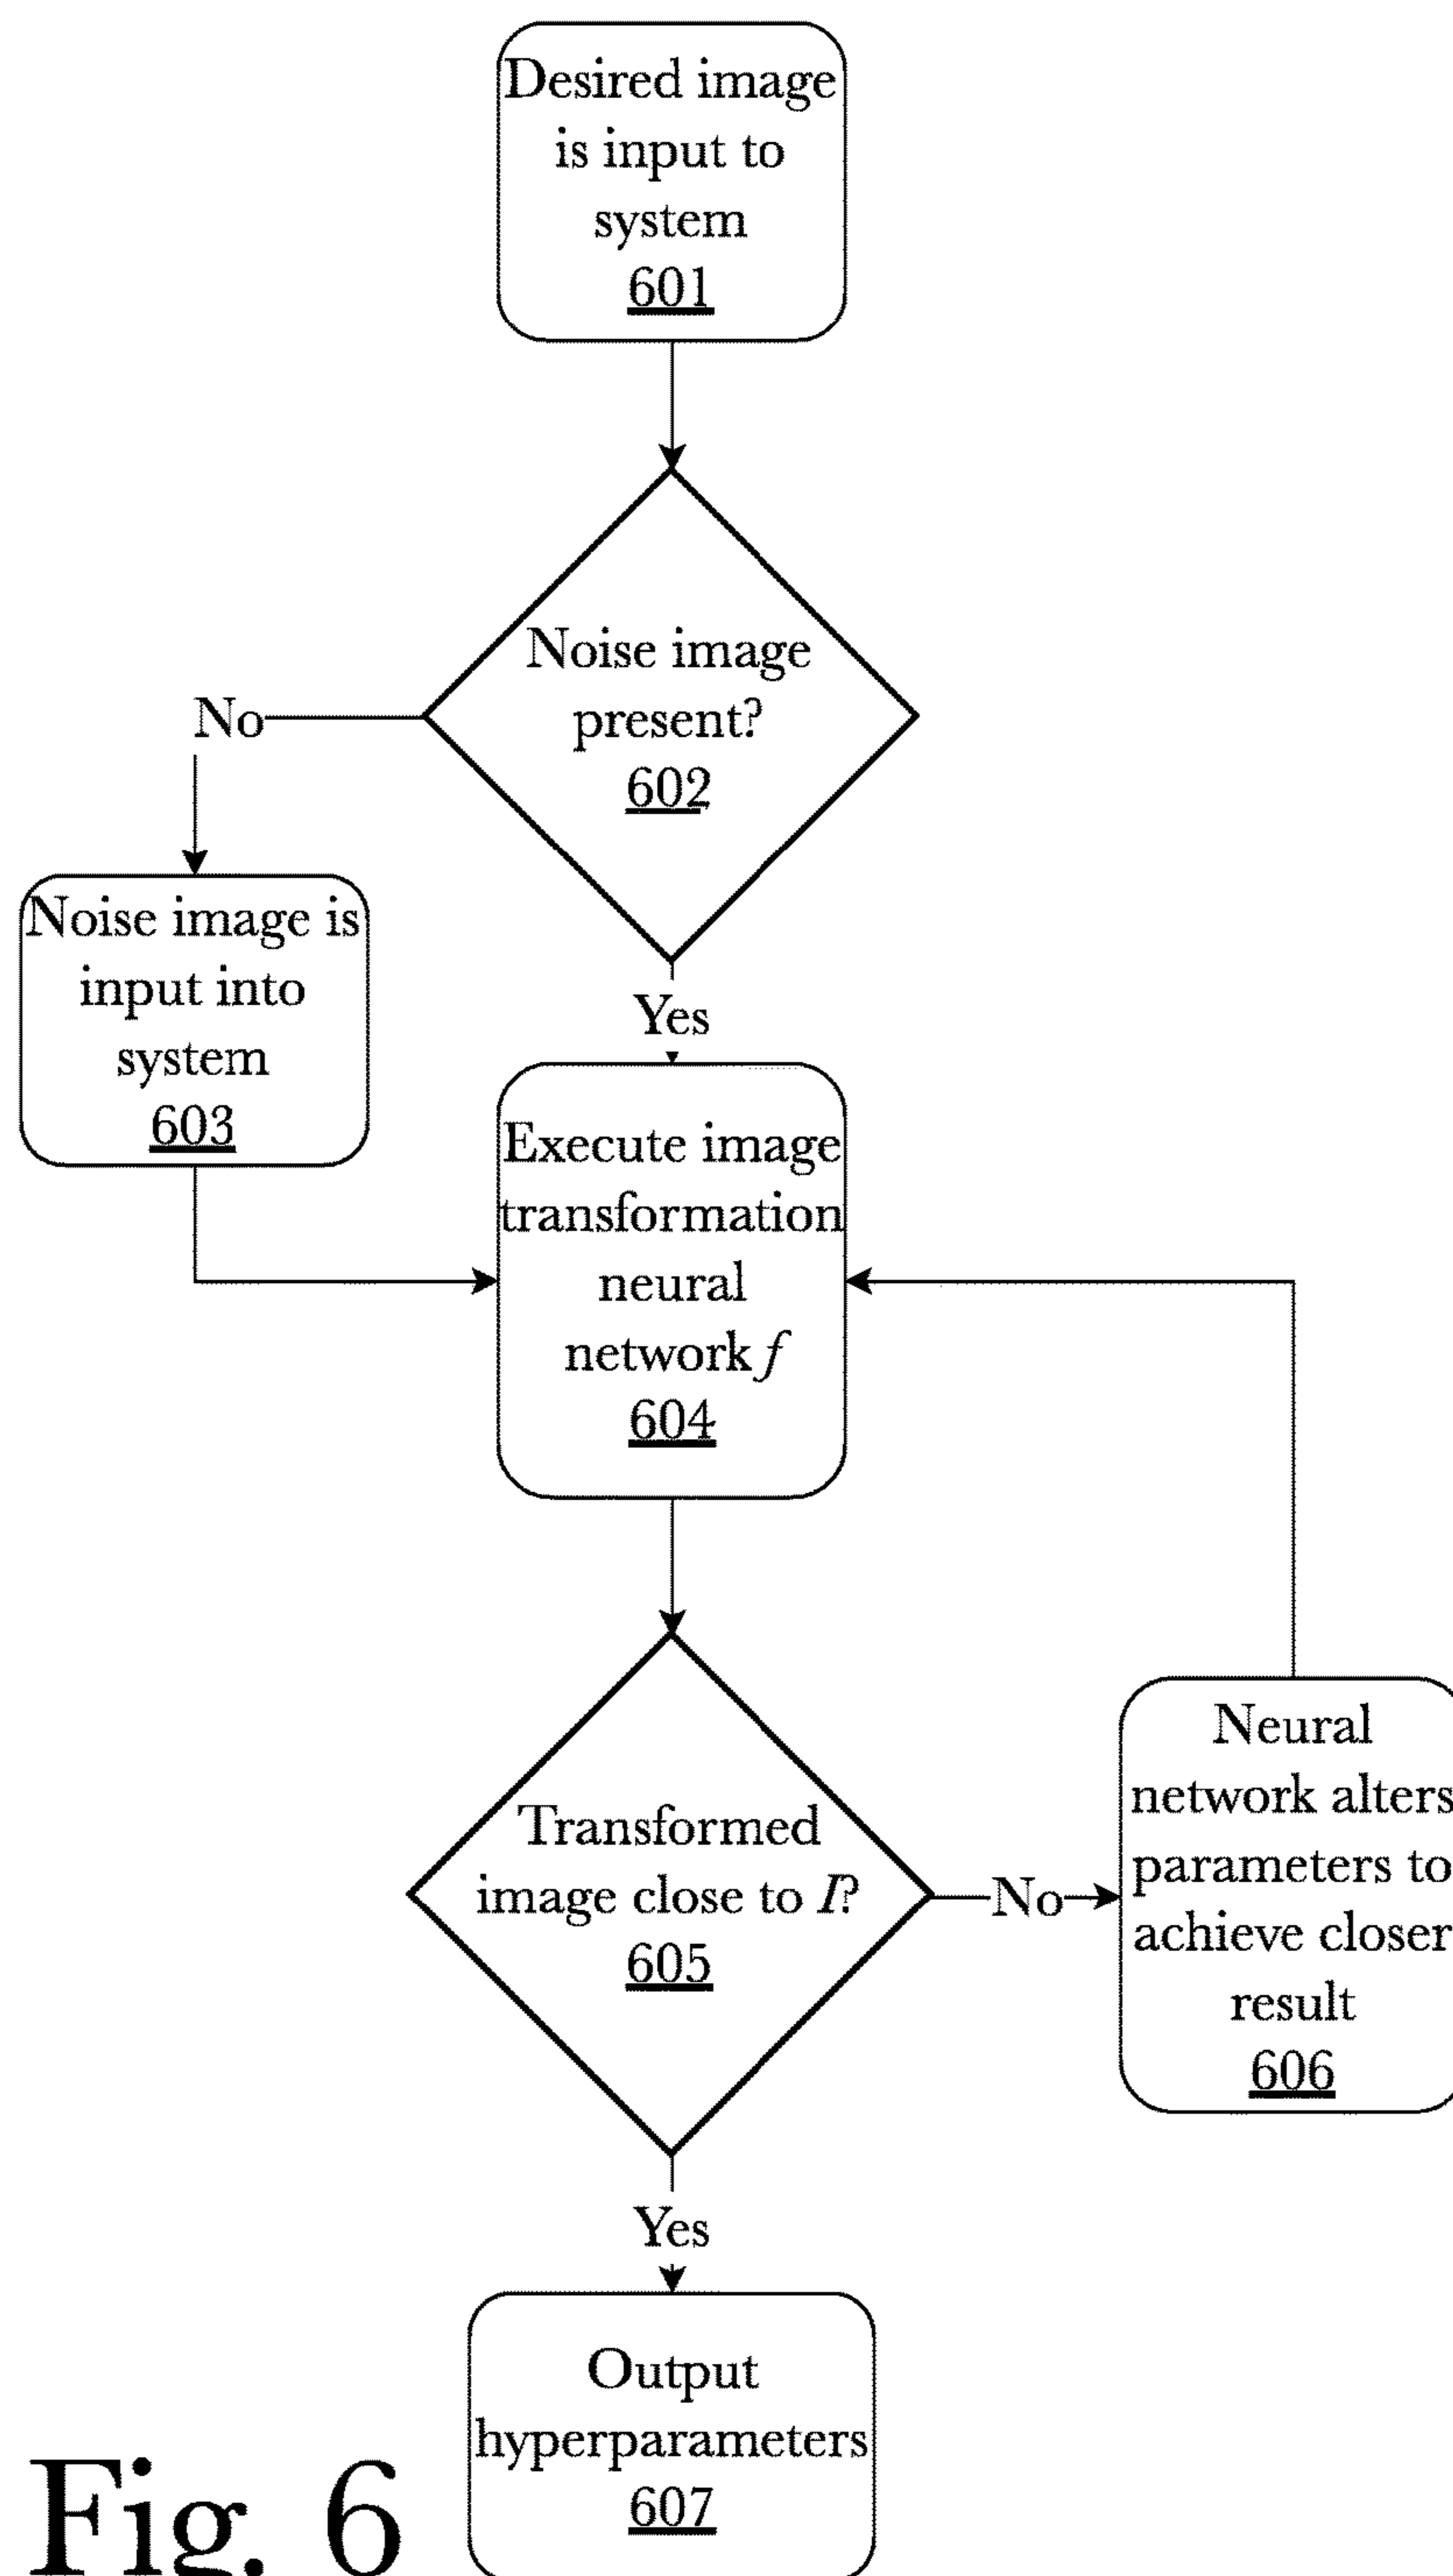 Desired image
is input to
system
601
Noise image
present?
602
No
Yes
Noise image is
input into
system
603
Execute image
transformation
neural
network f
604
Transformed
image close to I?
605
No
Neural
network alters
parameters to
achieve closer
result
606
Yes
Output
hyperparameters
607
Fig. 6